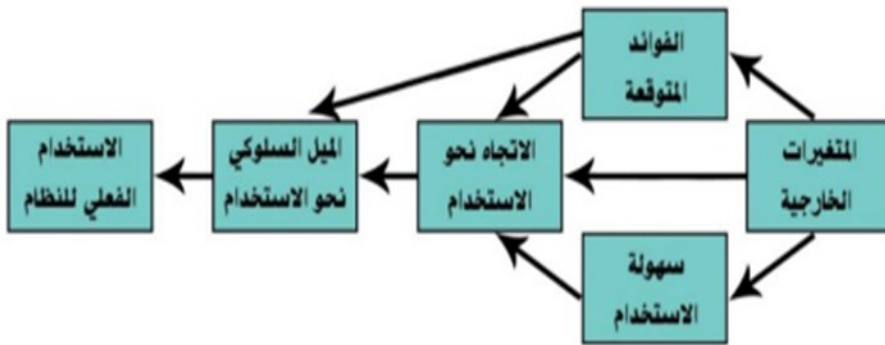 الفوائد
المتوقعة
المتغيرات
الخارجية
الاتجاه نحو
الاستخدام
الميل السلوكي
نحو الاستخدام
الاستخدام
الفعلي للنظام
سهولة
الاستخدام